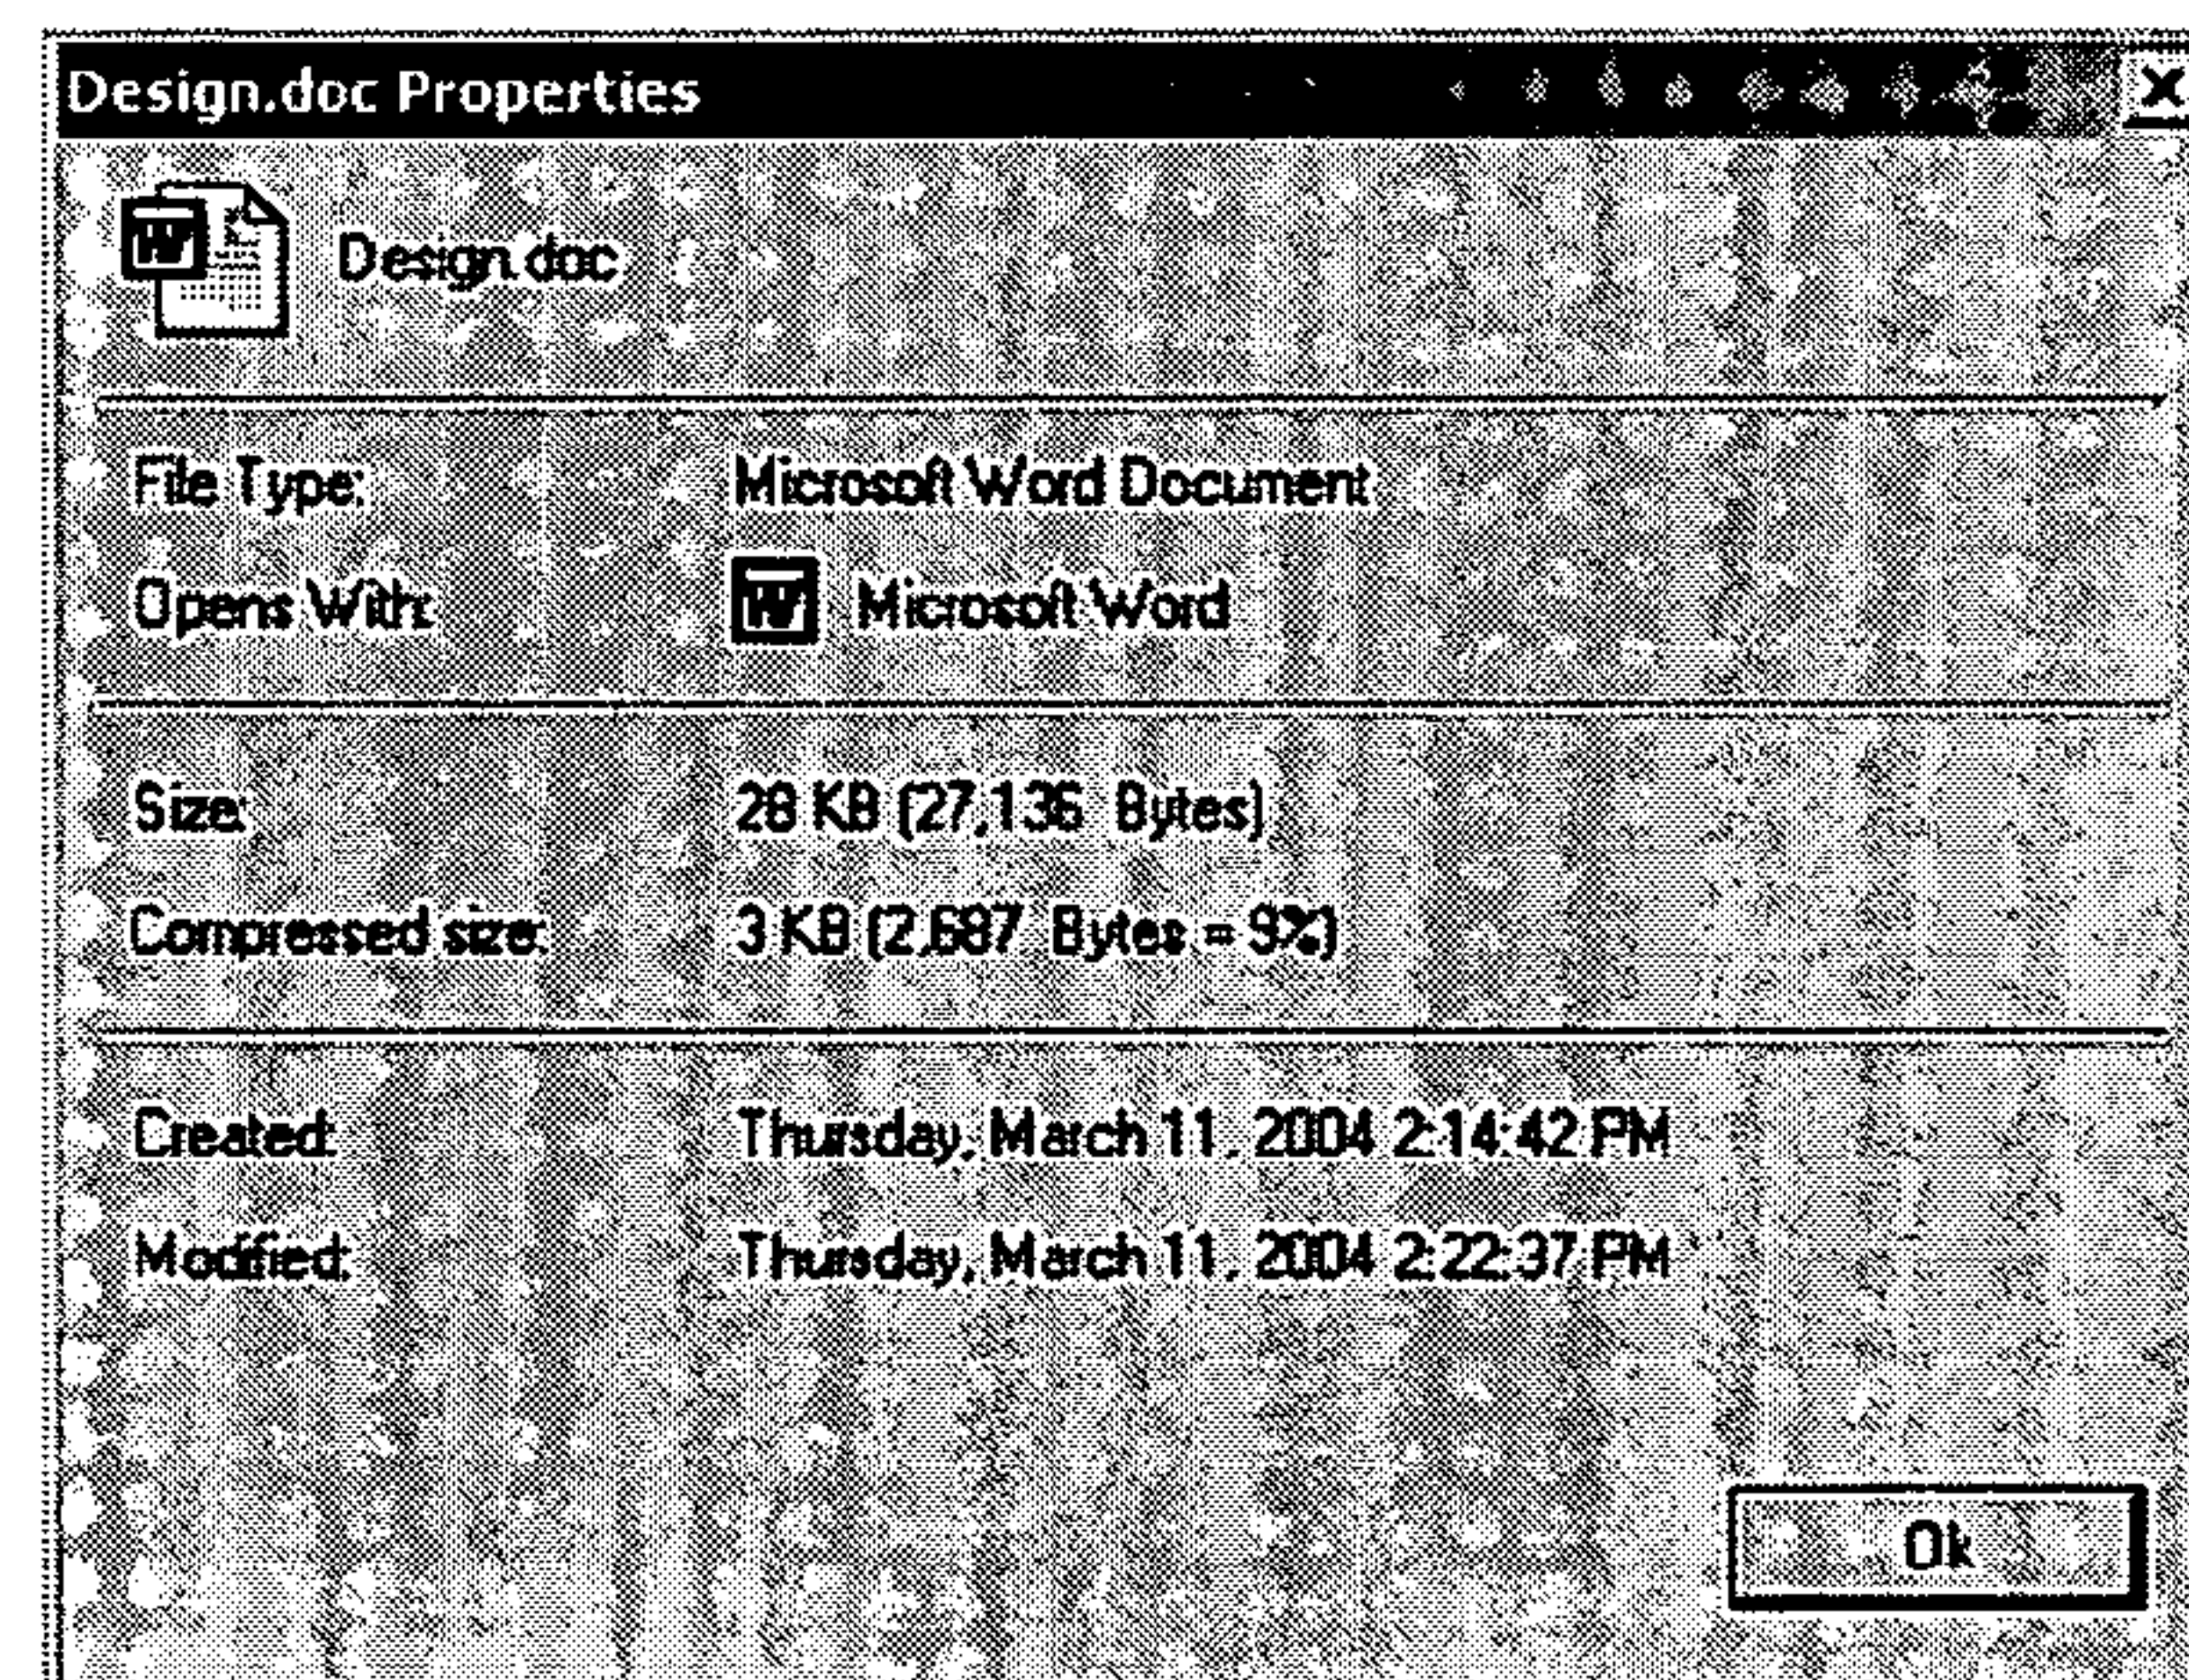 Design.doc Properties
Design.doc
File Type: Microsoft Word Document
Opens With: Microsoft Word
Size: 28 KB (27,136 Bytes)
Compressed size: 3 KB (2,687 Bytes = 9%)
Created: Thursday, March 11, 2004 2:14:42 PM
Modified: Thursday, March 11, 2004 2:22:37 PM
Ok